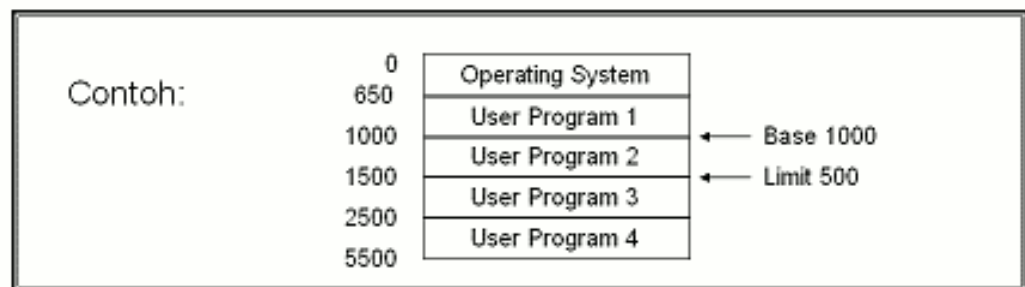 Contoh:
0
Operating System
650
User Program 1
1000
Base 1000
User Program 2
1500
Limit 500
User Program 3
2500
User Program 4
5500